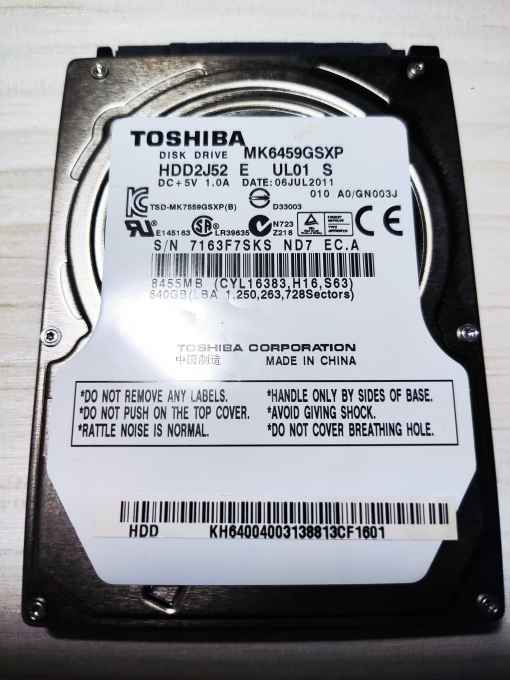 TOSHIBA
DISK DRIVE MK6459GSXP
HDD2J52 E UL01 S
DC+5V 1.0A DATE:06JUL2011
010 A0/GN003J
TSD-MK7559GSXP(B) D33003
E145163 LR39635 N723
Z218
S/N 7163F7SKS ND7 EC.A
8455MB (CYL16383,H16,S63)
640GB(LBA 1,250,263,728Sectors)
TOSHIBA CORPORATION
中国制造 MADE IN CHINA
*DO NOT REMOVE ANY LABELS. *HANDLE ONLY BY SIDES OF BASE.
*DO NOT PUSH ON THE TOP COVER. *AVOID GIVING SHOCK.
*RATTLE NOISE IS NORMAL. *DO NOT COVER BREATHING HOLE.
HDD KH64004003138813CF1601